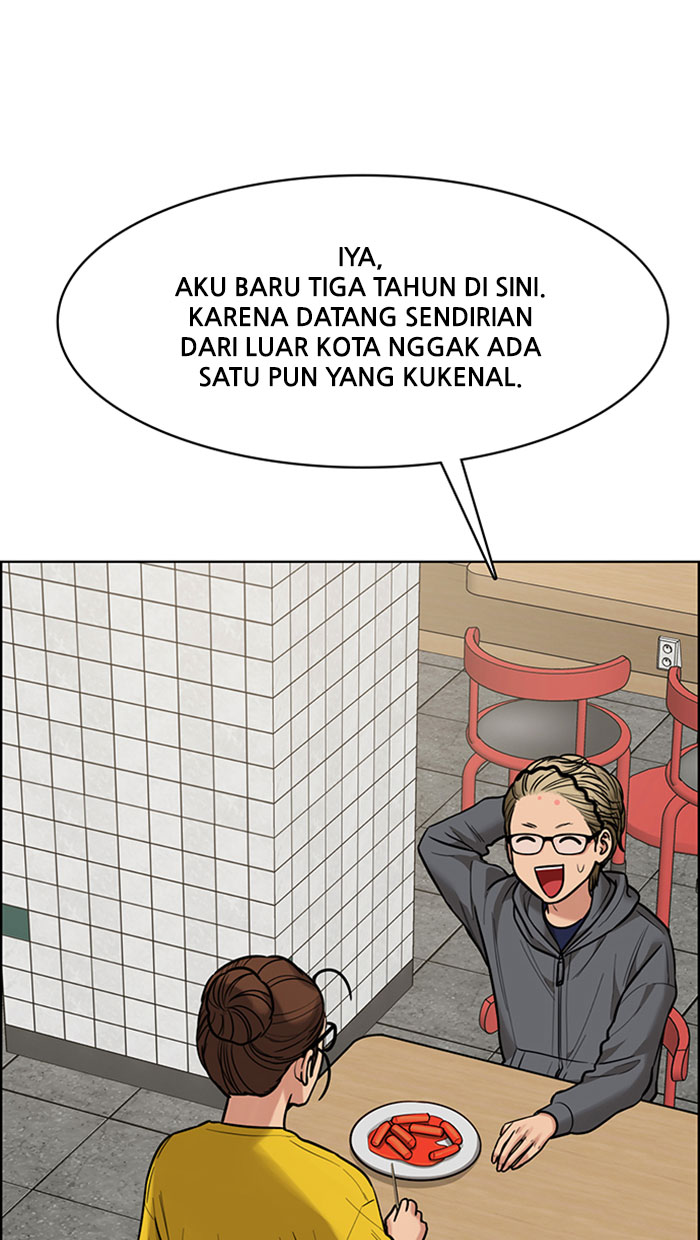 IYA,
AKU BARU TIGA TAHUN DI SINI.
KARENA DATANG SENDIRIAN
DARI LUAR KOTA NGGAK ADA
SATU PUN YANG KUKENAL.